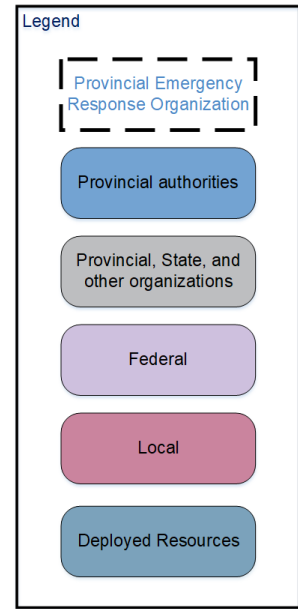 Legend
Provincial Emergency
Response Organization
Provincial authorities
Provincial, State, and
other organizations
Federal
Local
Deployed Resources